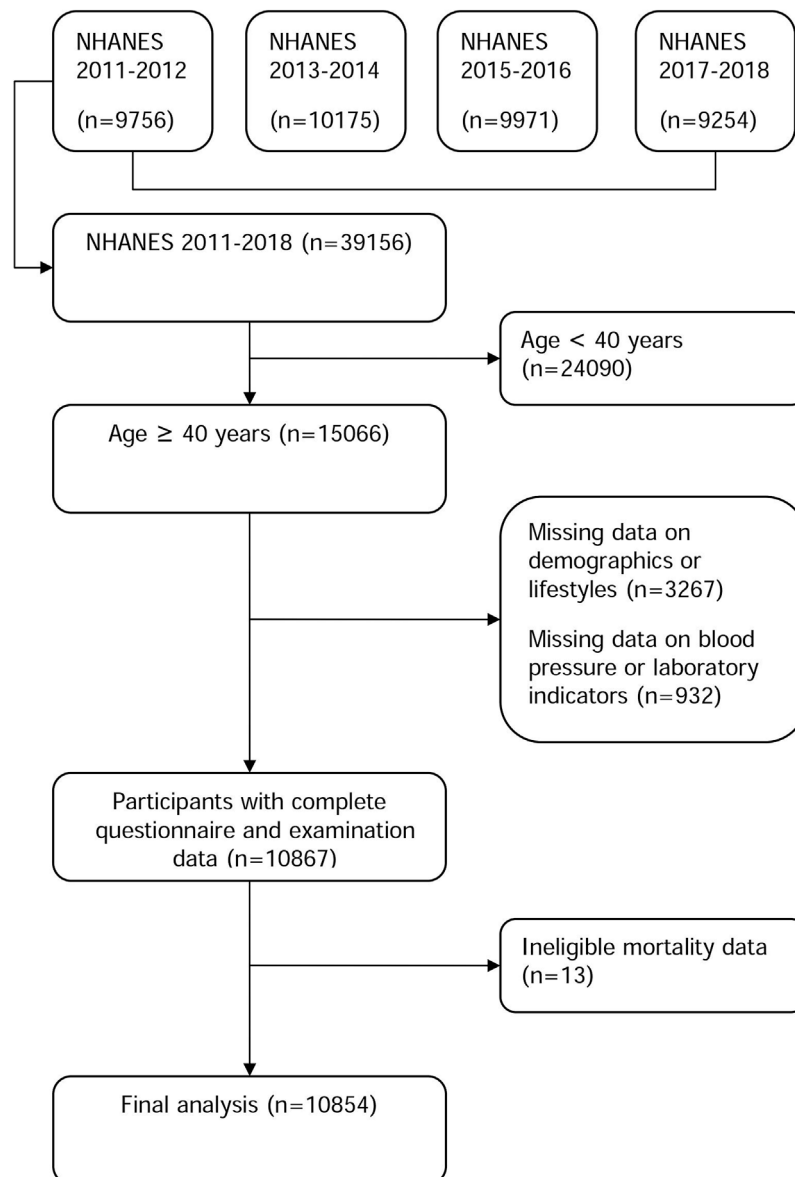 NHANES
2011-2012
(n=9756)
NHANES
2013-2014
(n=10175)
NHANES
2015-2016
(n=9971)
NHANES
2017-2018
(n=9254)
NHANES 2011-2018 (n=39156)
Age < 40 years
(n=24090)
Age ≥ 40 years (n=15066)
Missing data on
demographics or
lifestyles (n=3267)
Missing data on blood
pressure or laboratory
indicators (n=932)
Participants with complete
questionnaire and examination
data (n=10867)
Ineligible mortality data
(n=13)
Final analysis (n=10854)